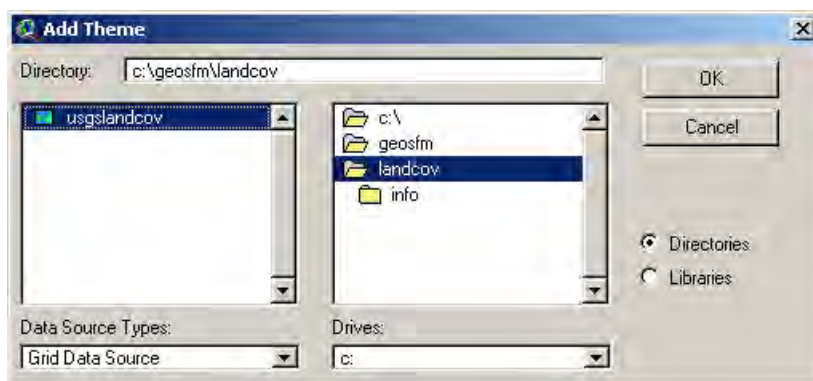 Add Theme
Directory: c:\geosfm\landcov
OK
Cancel
usgslandcov
c:\
geosfm
landcov
info
Directories
Libraries
Data Source Types:
Grid Data Source
Drives:
c: